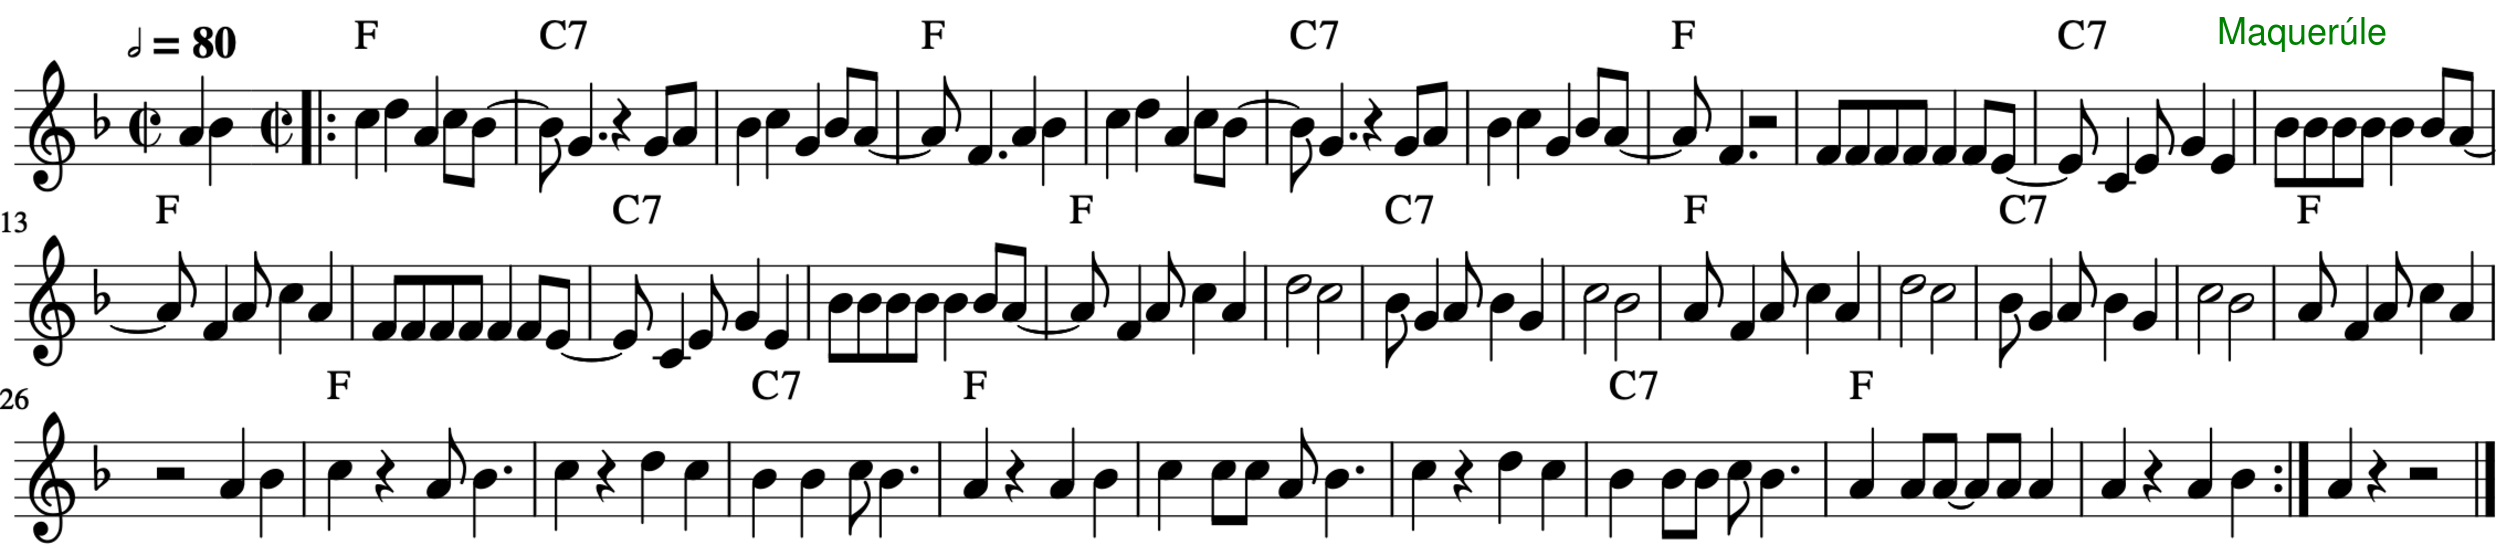 𝅗𝅥 = 80 F C7 F C7 F C7 Maquerúle
13 F C7 F C7 F C7 F
26 F C7 F C7 F